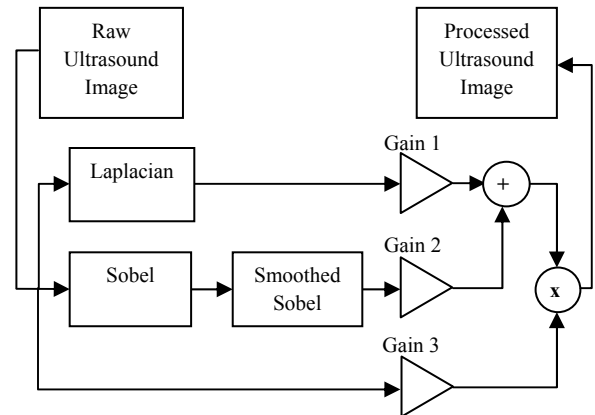 Raw
Ultrasound
Image
Processed
Ultrasound
Image
Gain 1
Laplacian
+
Gain 2
Sobel
Smoothed
Sobel
x
Gain 3